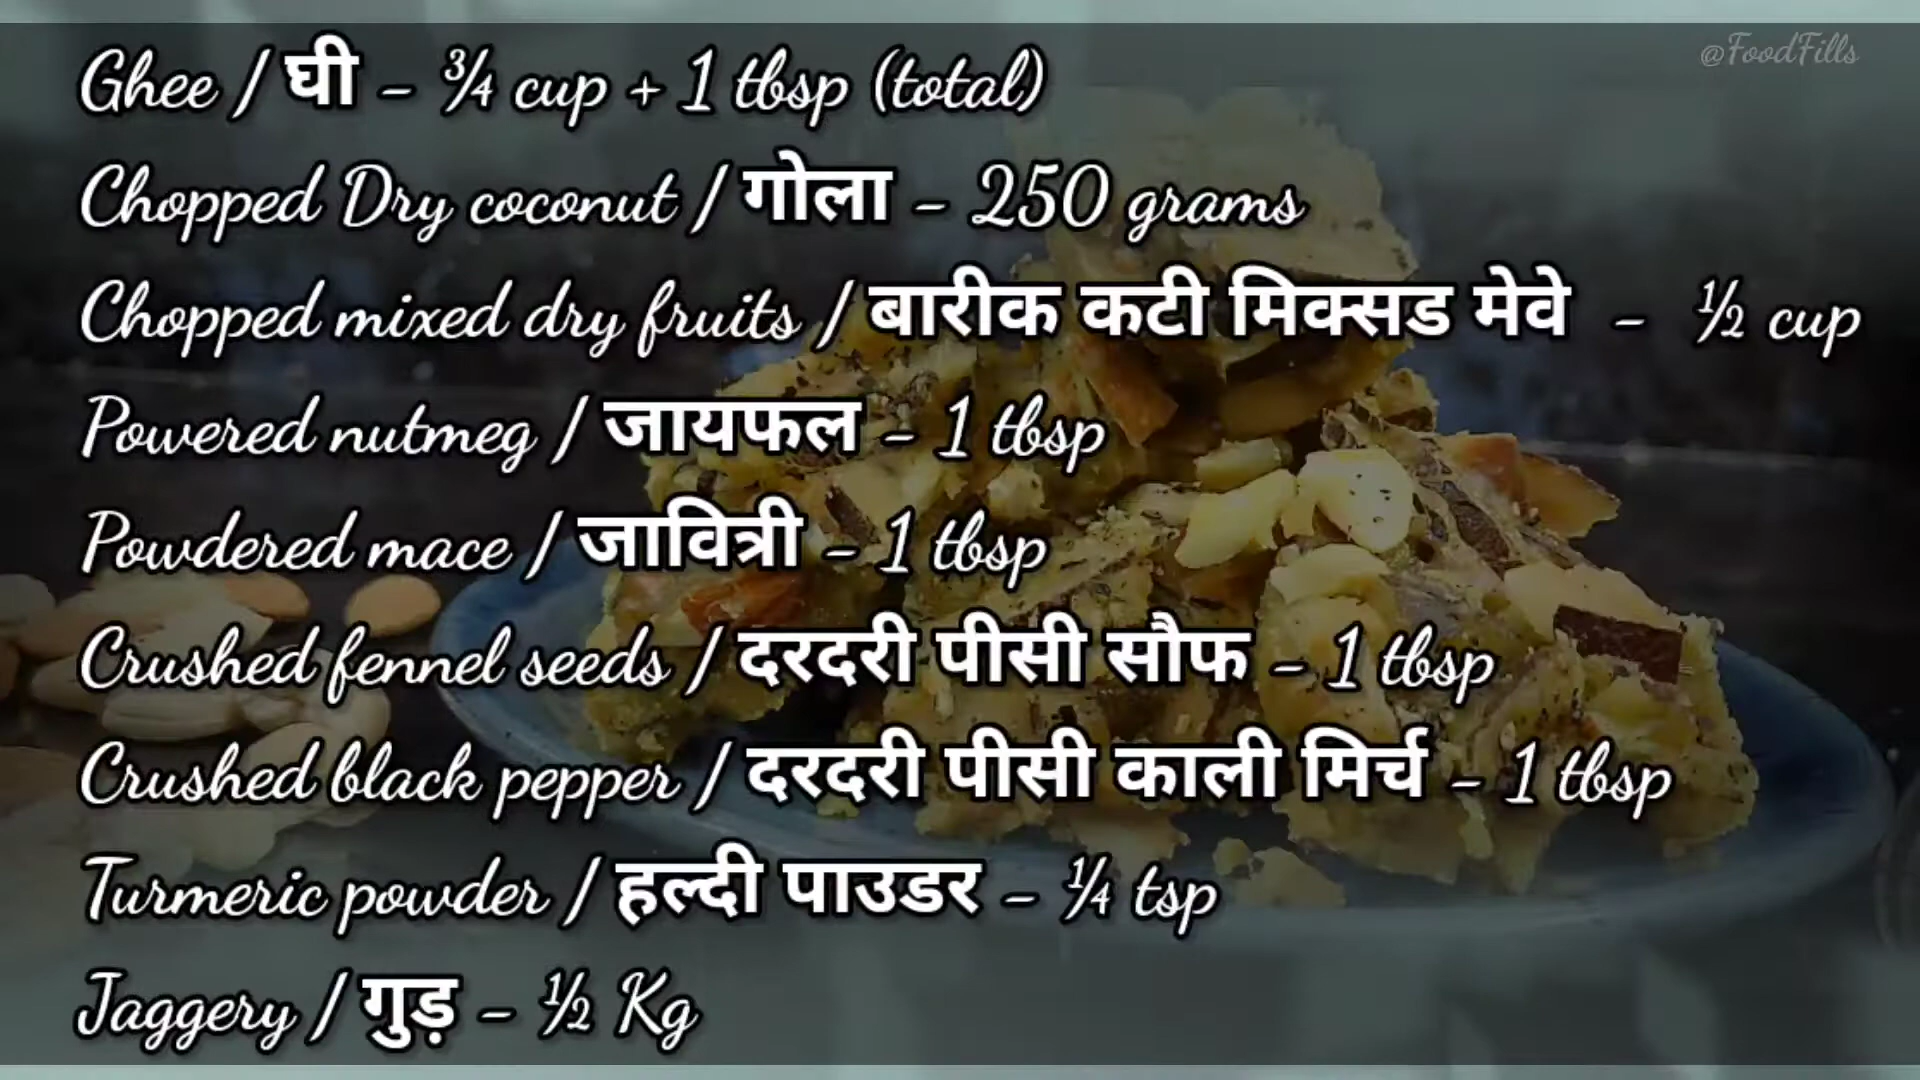 @FoodFills
Ghee / घी - ¾ cup + 1 tbsp (total)
Chopped Dry coconut / गोला - 250 grams
Chopped mixed dry fruits / बारीक कटी मिक्सड मेवे - ½ cup
Powered nutmeg / जायफल - 1 tbsp
Powdered mace / जावित्री - 1 tbsp
Crushed fennel seeds / दरदरी पीसी सौफ - 1 tbsp
Crushed black pepper / दरदरी पीसी काली मिर्च - 1 tbsp
Turmeric powder / हल्दी पाउडर - ¼ tsp
Jaggery / गुड़ - ½ Kg